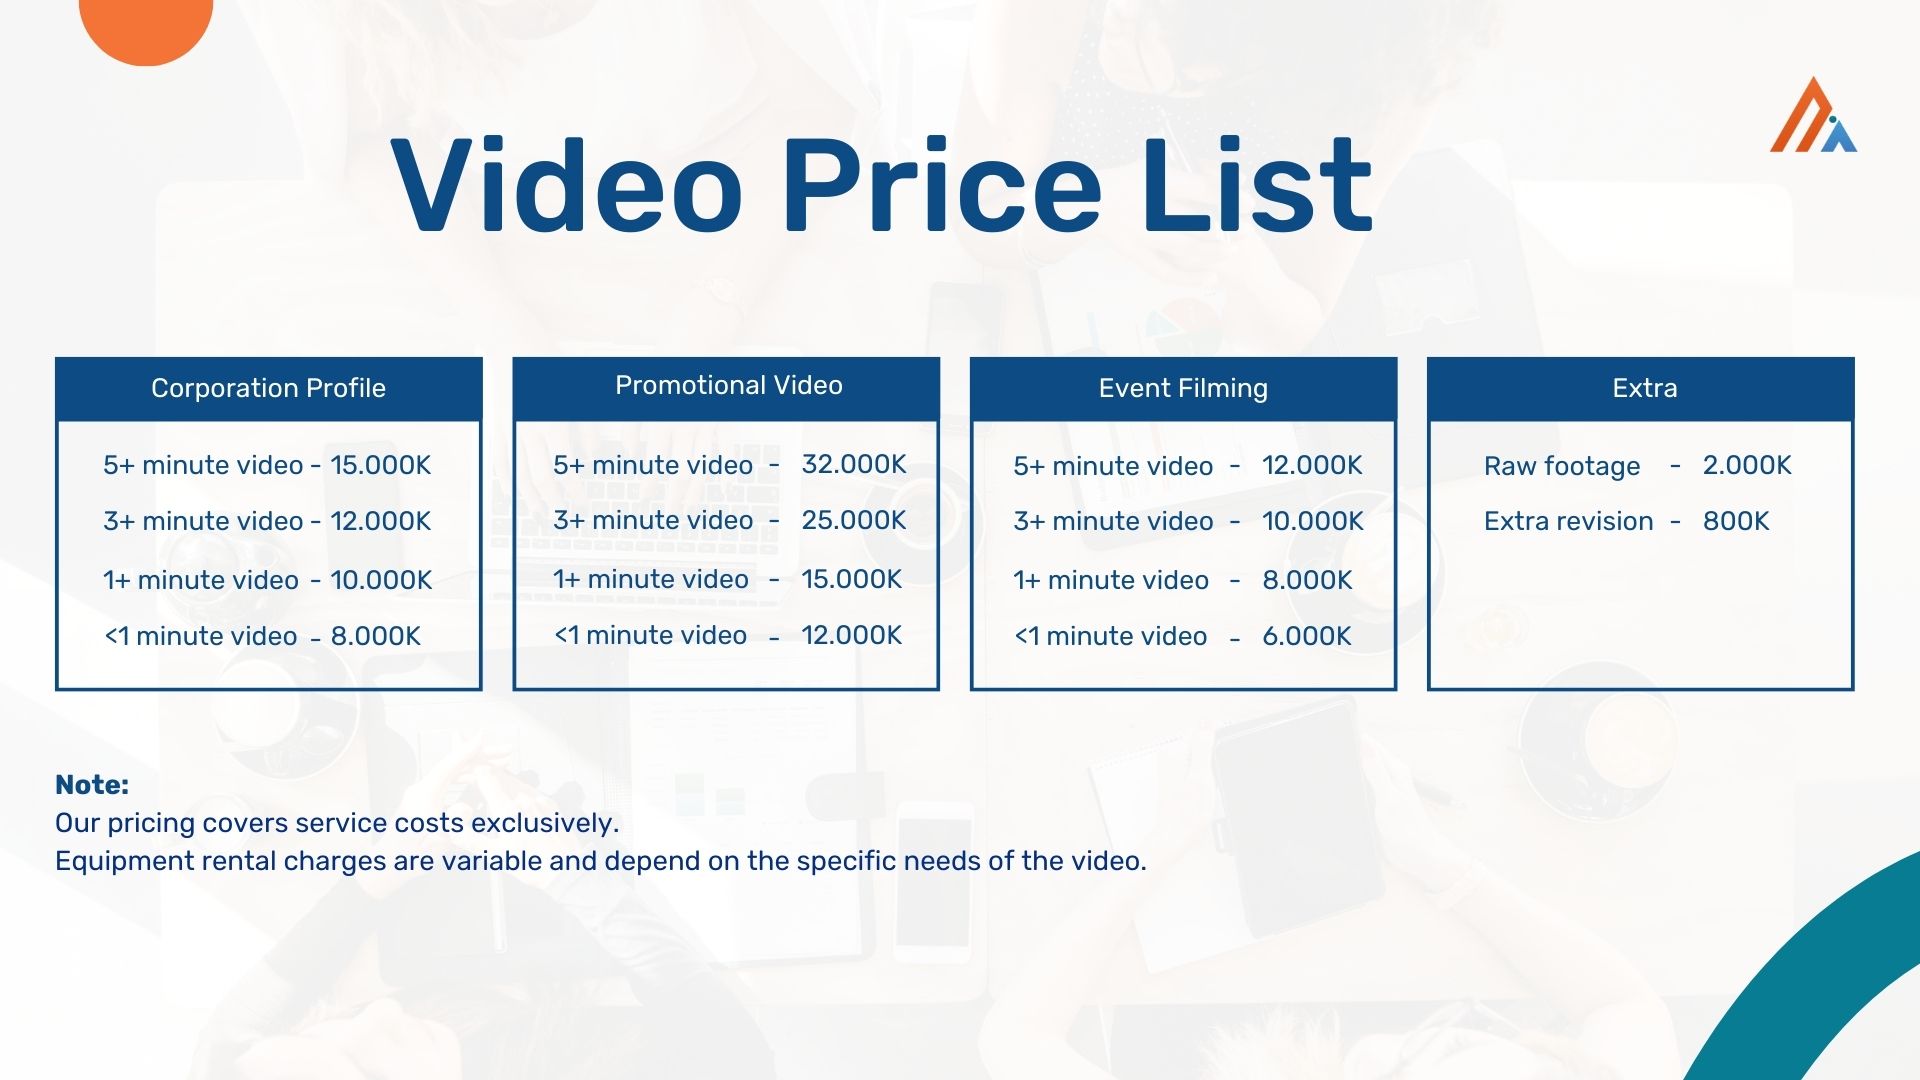 Video Price List
Corporation Profile
5+ minute video - 15.000K
3+ minute video - 12.000K
1+ minute video - 10.000K
<1 minute video - 8.000K
Promotional Video
5+ minute video - 32.000K
3+ minute video - 25.000K
1+ minute video - 15.000K
<1 minute video - 12.000K
Event Filming
5+ minute video - 12.000K
3+ minute video - 10.000K
1+ minute video - 8.000K
<1 minute video - 6.000K
Extra
Raw footage - 2.000K
Extra revision - 800K
Note:
Our pricing covers service costs exclusively.
Equipment rental charges are variable and depend on the specific needs of the video.